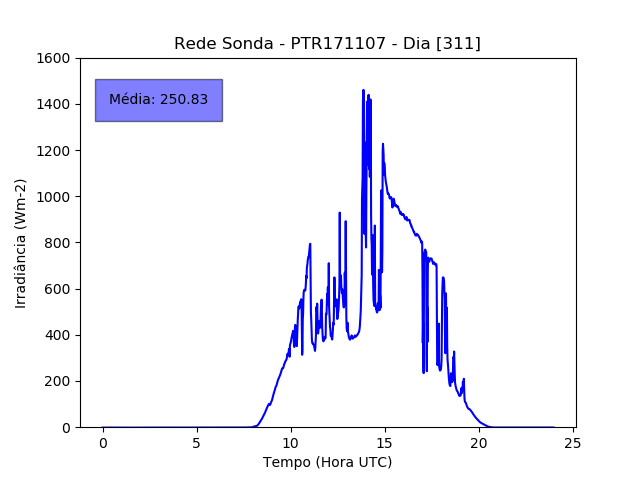 Rede Sonda - PTR171107 - Dia [311]
1600
1400
1200
1000
800
600
400
200
0
Irradiância (Wm-2)
Média: 250.83
0 5 10 15 20 25
Tempo (Hora UTC)